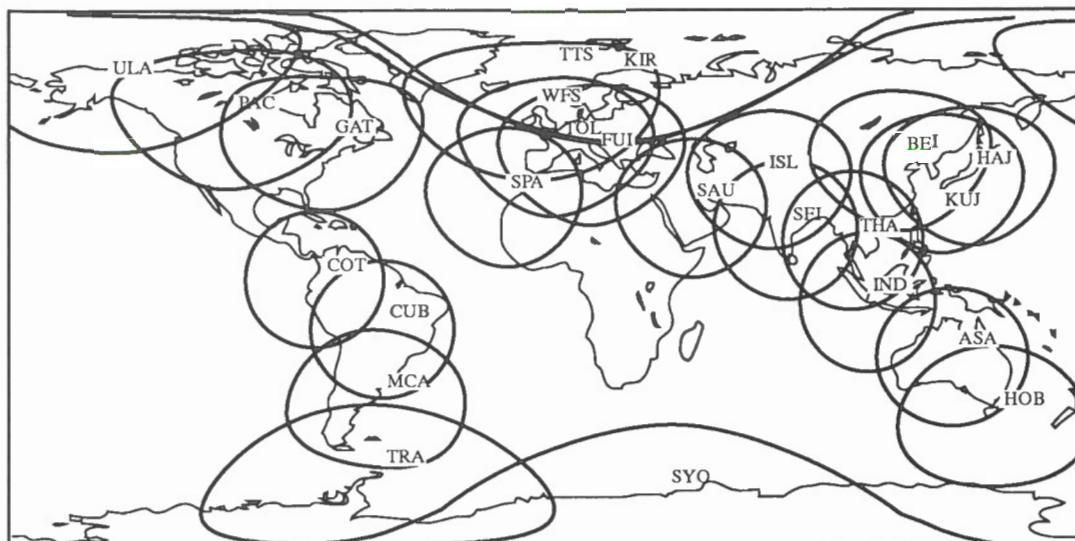 TTS
KIR
ULA
PAC
WFS
GAT
TOL
FUI
BEI
HAJ
ISL
SPA
SAU
KUJ
SEI
THA
COT
IND
CUB
ASA
MCA
HOB
TRA
SYO